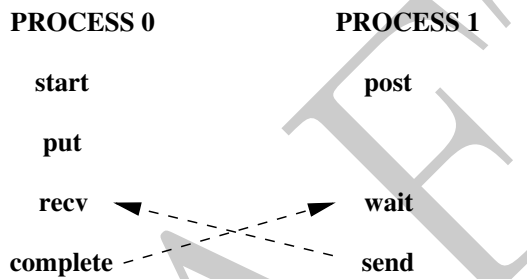 PROCESS 0 PROCESS 1
start post
put
recv wait
complete send